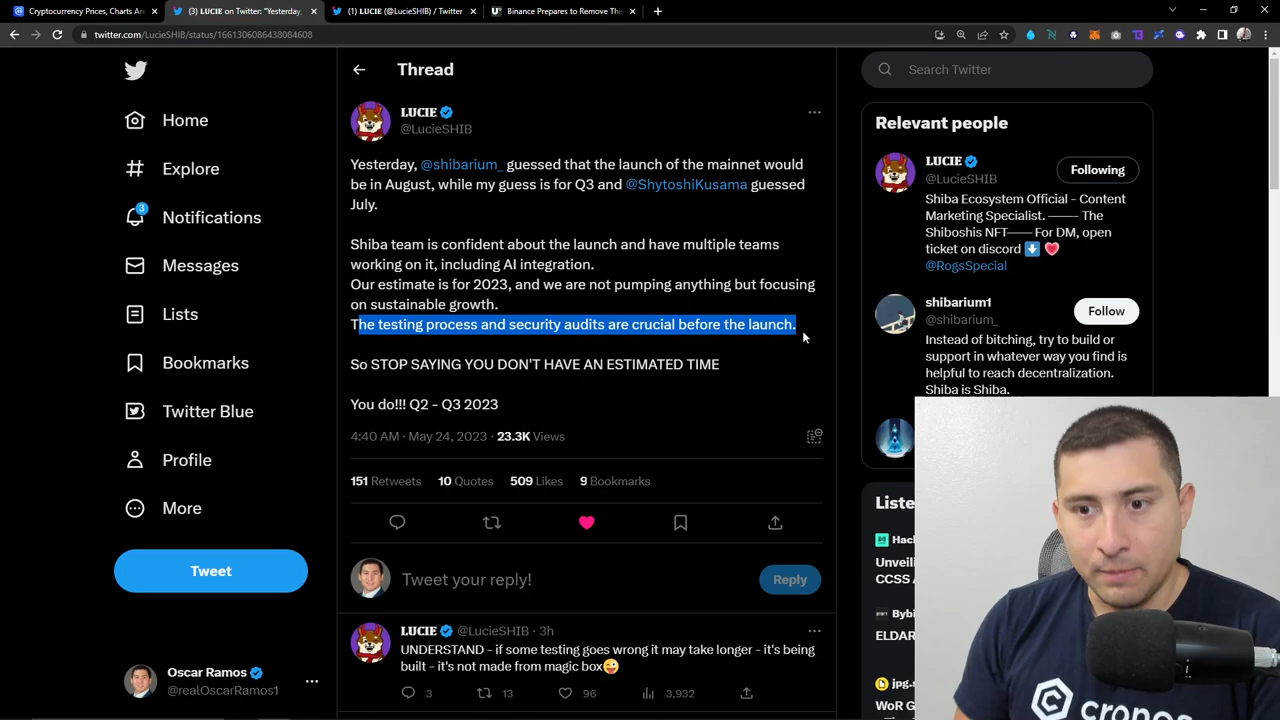 Cryptocurrency Prices, Charts An
(3) LUCIE on Twitter: "Yesterday,
(1) LUCIE (@LucieSHIB) / Twitter
Binance Prepares to Remove This
twitter.com/LucieSHIB/status/1661306086438084608
Home
Explore
3
Notifications
Messages
Lists
Bookmarks
Twitter Blue
Profile
More
Tweet
Oscar Ramos
@realOscarRamos1
Thread
LUCIE
@LucieSHIB
Yesterday, @shibarium_ guessed that the launch of the mainnet would
be in August, while my guess is for Q3 and @ShytoshiKusama guessed
July.
Shiba team is confident about the launch and have multiple teams
working on it, including AI integration.
Our estimate is for 2023, and we are not pumping anything but focusing
on sustainable growth.
The testing process and security audits are crucial before the launch.
So STOP SAYING YOU DON'T HAVE AN ESTIMATED TIME
You do!!! Q2 - Q3 2023
4:40 AM · May 24, 2023 · 23.3K Views
151 Retweets 10 Quotes 509 Likes 9 Bookmarks
Tweet your reply!
Reply
LUCIE @LucieSHIB · 3h
UNDERSTAND - if some testing goes wrong it may take longer - it's being
built - it's not made from magic box😜
3 13 96 3,932
Search Twitter
Relevant people
LUCIE
@LucieSHIB
Following
Shiba Ecosystem Official - Content
Marketing Specialist. ——- The
Shiboshis NFT—— For DM, open
ticket on discord ⬇️ ❤️
@RogsSpecial
shibarium1
@shibarium_
Follow
Instead of bitching, try to build or
support in whatever way you find is
helpful to reach decentralization.
Shiba is Shiba.
Liste
Hac
Unveili
CCSS A
Bybi
ELDAR
jpg.s
WoR G
cronos